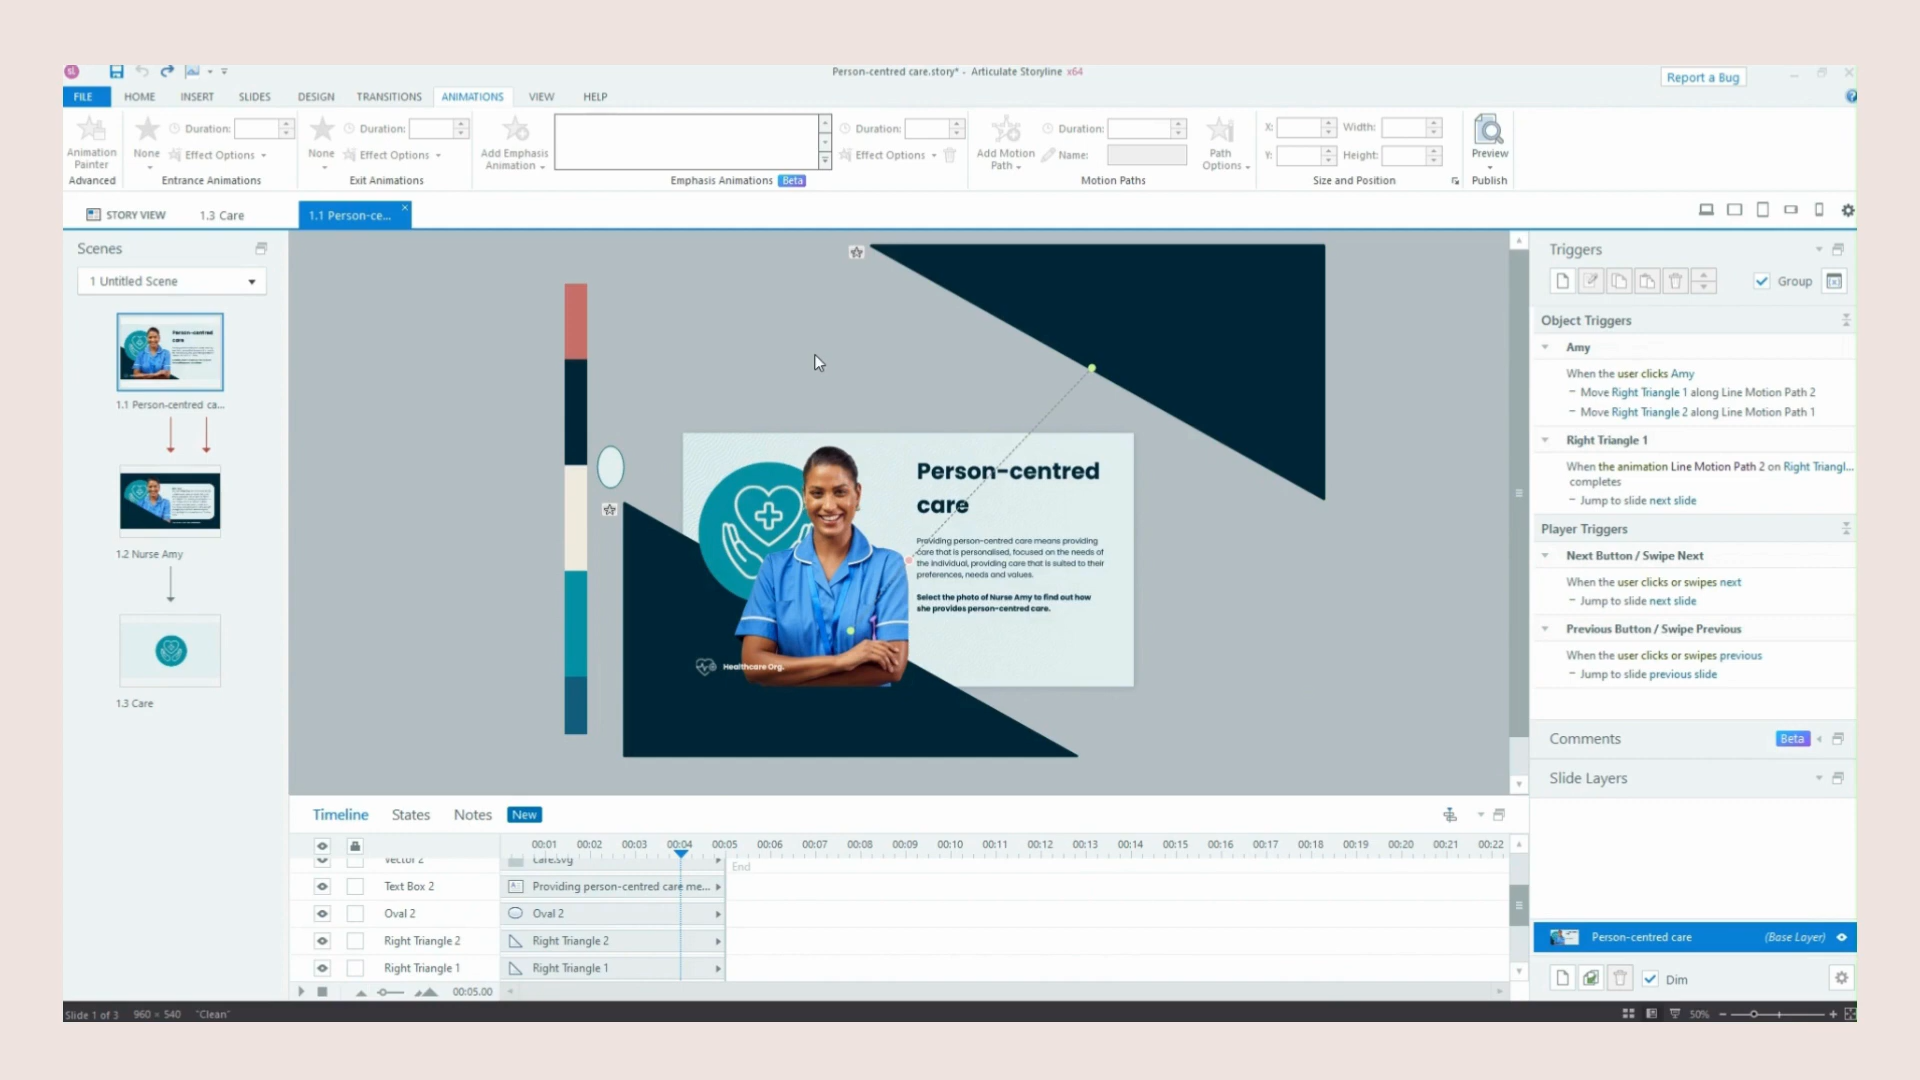 Person-centred care.story* - Articulate Storyline x64
Report a Bug
FILE HOME INSERT SLIDES DESIGN TRANSITIONS ANIMATIONS VIEW HELP
Animation Painter
Advanced
None
Duration:
Effect Options
Entrance Animations
None
Duration:
Effect Options
Exit Animations
Add Emphasis Animation
Duration:
Effect Options
Emphasis Animations Beta
Add Motion Path
Duration:
Name:
Path Options
Motion Paths
X: Width:
Y: Height:
Size and Position
Preview
Publish
STORY VIEW 1.3 Care 1.1 Person-ce...
Scenes
1 Untitled Scene
1.1 Person-centred ca...
1.2 Nurse Amy
1.3 Care
Person-centred
care
Providing person-centred care means providing
care that is personalised, focused on the needs of
the individual, providing care that is suited to their
preferences, needs and values.
Select the photo of Nurse Amy to find out how
she provides person-centred care.
Healthcare Org.
Triggers
Group
Object Triggers
Amy
When the user clicks Amy
– Move Right Triangle 1 along Line Motion Path 2
– Move Right Triangle 2 along Line Motion Path 1
Right Triangle 1
When the animation Line Motion Path 2 on Right Triangl...
completes
– Jump to slide next slide
Player Triggers
Next Button / Swipe Next
When the user clicks or swipes next
– Jump to slide next slide
Previous Button / Swipe Previous
When the user clicks or swipes previous
– Jump to slide previous slide
Comments Beta
Slide Layers
Person-centred care (Base Layer)
Dim
Timeline States Notes New
00:01 00:02 00:03 00:04 00:05 00:06 00:07 00:08 00:09 00:10 00:11 00:12 00:13 00:14 00:15 00:16 00:17 00:18 00:19 00:20 00:21 00:22
Vector 2 care.svg End
Text Box 2 Providing person-centred care me...
Oval 2 Oval 2
Right Triangle 2 Right Triangle 2
Right Triangle 1 Right Triangle 1
00:05.00
Slide 1 of 3 960 × 540 "Clean" 50%